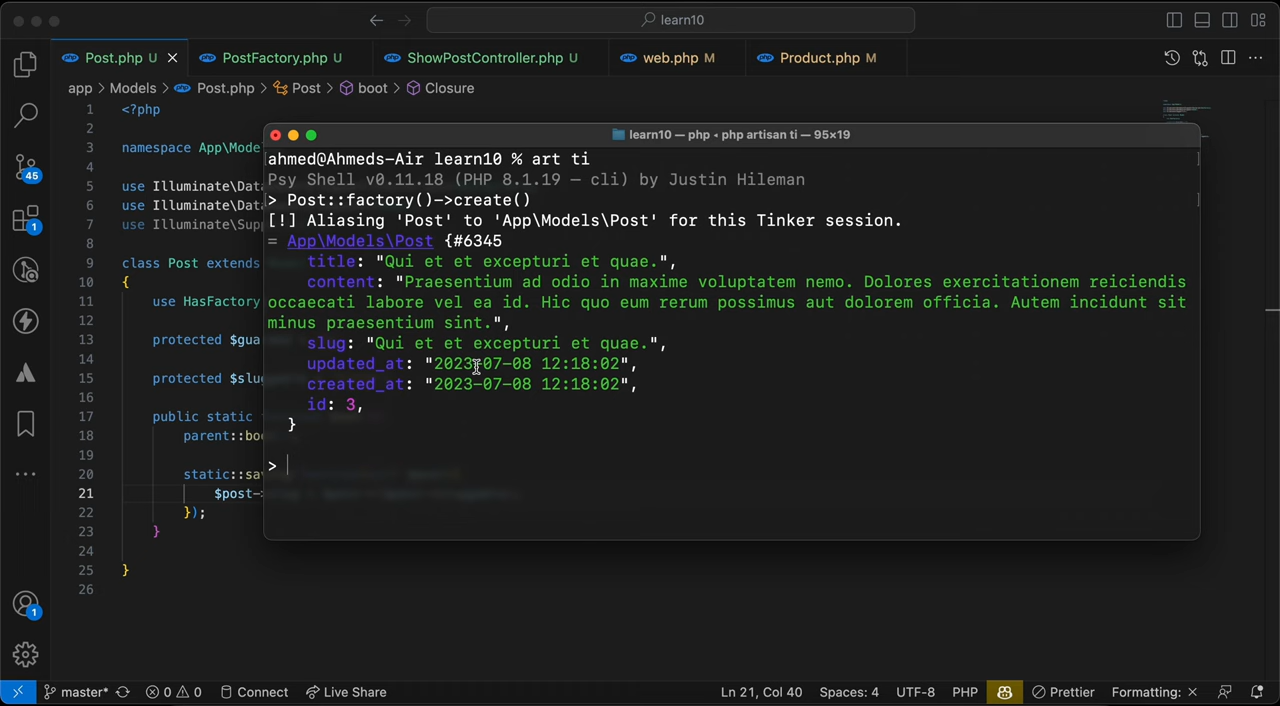 learn10
Post.php U
PostFactory.php U
ShowPostController.php U
web.php M
Product.php M
app > Models > Post.php > Post > boot > Closure
1 <?php
2
3 namespace App\Mode
4
5 use Illuminate\Dat
6 use Illuminate\Dat
7 use Illuminate\Sup
8
9 class Post extends
10 {
11 use HasFactory
12
13 protected $gua
14
15 protected $slu
16
17 public static
18 parent::bo
19
20 static::sa
21 $post-
22 });
23 }
24
25 }
26
learn10 — php ◂ php artisan ti — 95×19
ahmed@Ahmeds-Air learn10 % art ti
Psy Shell v0.11.18 (PHP 8.1.19 — cli) by Justin Hileman
> Post::factory()->create()
[!] Aliasing 'Post' to 'App\Models\Post' for this Tinker session.
= App\Models\Post {#6345
title: "Qui et et excepturi et quae.",
content: "Praesentium ad odio in maxime voluptatem nemo. Dolores exercitationem reiciendis
occaecati labore vel ea id. Hic quo eum rerum possimus aut dolorem officia. Autem incidunt sit
minus praesentium sint.",
slug: "Qui et et excepturi et quae.",
updated_at: "2023-07-08 12:18:02",
created_at: "2023-07-08 12:18:02",
id: 3,
}
>
45
1
1
master*
0 0
Connect
Live Share
Ln 21, Col 40
Spaces: 4
UTF-8
PHP
Prettier
Formatting: ×